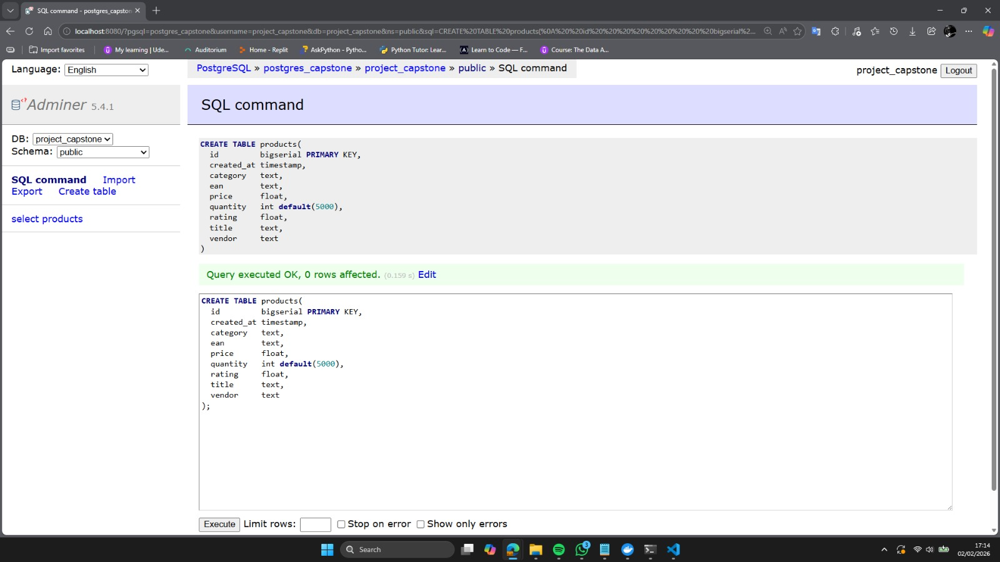 SQL command - postgres_capston
localhost:8080/?pgsql=postgres_capstone&username=project_capstone&db=project_capstone&ns=public&sql=CREATE%20TABLE%20products(%0A%20%20id%20%20%20%20%20%20%20%20%20bigserial%2...
Import favorites
My learning | Ude...
Auditorium
Home - Replit
AskPython - Pytho...
Python Tutor: Lear...
Learn to Code — F...
Course: The Data A...
Language: English
PostgreSQL » postgres_capstone » project_capstone » public » SQL command
project_capstone Logout
Adminer 5.4.1
SQL command
DB: project_capstone
Schema: public
SQL command Import
Export Create table
select products
CREATE TABLE products(
id bigserial PRIMARY KEY,
created_at timestamp,
category text,
ean text,
price float,
quantity int default(5000),
rating float,
title text,
vendor text
)
Query executed OK, 0 rows affected. (0.159 s) Edit
CREATE TABLE products(
id bigserial PRIMARY KEY,
created_at timestamp,
category text,
ean text,
price float,
quantity int default(5000),
rating float,
title text,
vendor text
);
Execute Limit rows: Stop on error Show only errors
Search
3
17:14
02/02/2026